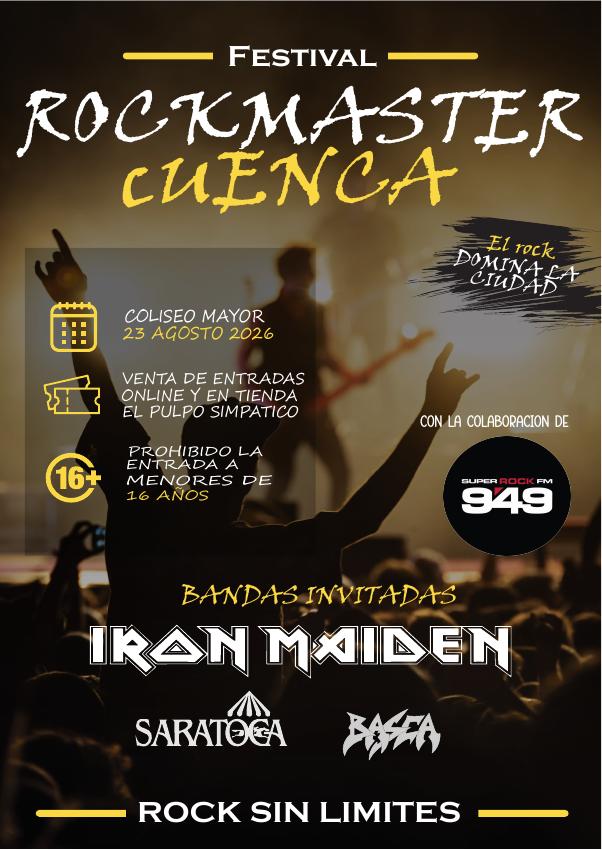 FESTIVAL
ROCKMASTER
CUENCA
El rock
DOMINA LA
CIUDAD
COLISEO MAYOR
23 AGOSTO 2026
VENTA DE ENTRADAS
ONLINE Y EN TIENDA
EL PULPO SIMPATICO
16+
PROHIBIDO LA
ENTRADA A
MENORES DE
16 AÑOS
CON LA COLABORACION DE
SUPER ROCK FM
949
BANDAS INVITADAS
IRON MAIDEN
SARATOGA
BASCA
ROCK SIN LIMITES